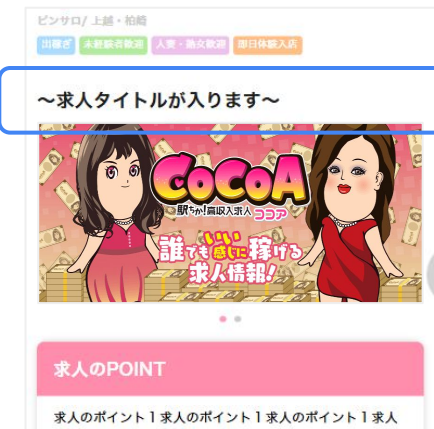 ピンサロ/ 上越・柏崎
出稼ぎ 未経験者歓迎 人妻・熟女歓迎 即日体験入店
〜求人タイトルが入ります〜
CoCoA
駅ちか!高収入求人 ココア
誰でもいい感じに稼げる
求人情報!
求人のPOINT
求人のポイント１求人のポイント１求人のポイント１求人